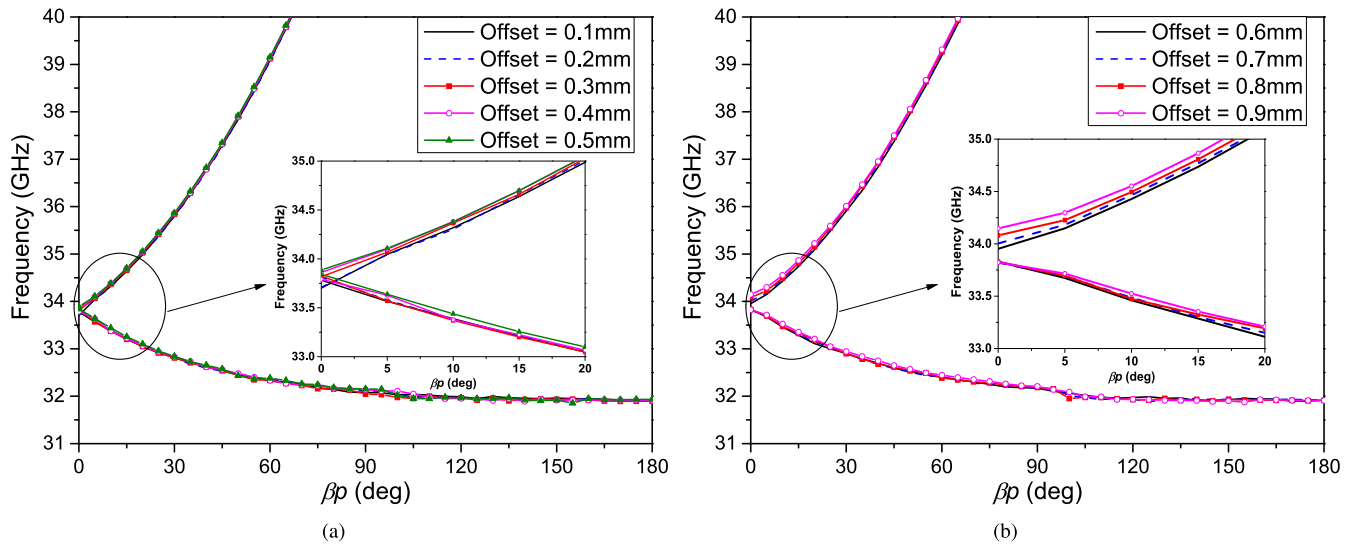 40
39
38
37
36
35
34
33
32
31
Frequency (GHz)
0
30
60
90
120
150
180
βp (deg)
Offset = 0.1mm
Offset = 0.2mm
Offset = 0.3mm
Offset = 0.4mm
Offset = 0.5mm
35.0
34.5
34.0
33.5
33.0
Frequency (GHz)
0
5
10
15
20
βp (deg)
(a)
40
39
38
37
36
35
34
33
32
31
Frequency (GHz)
0
30
60
90
120
150
180
βp (deg)
Offset = 0.6mm
Offset = 0.7mm
Offset = 0.8mm
Offset = 0.9mm
35.0
34.5
34.0
33.5
33.0
Frequency (GHz)
0
5
10
15
20
βp (deg)
(b)